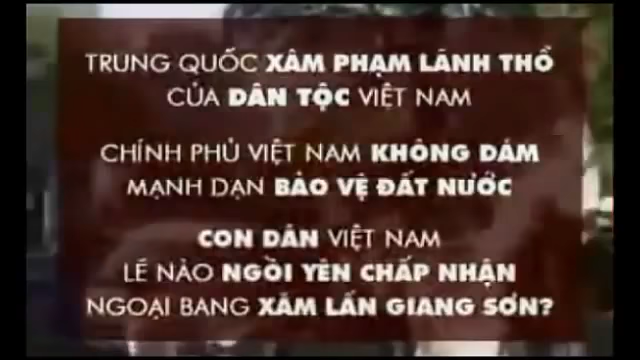 TRUNG QUỐC XÂM PHẠM LÃNH THỔ
CỦA DÂN TỘC VIỆT NAM
CHÍNH PHỦ VIỆT NAM KHÔNG DÁM
MẠNH DẠN BẢO VỆ ĐẤT NƯỚC
CON DÂN VIỆT NAM
LẼ NÀO NGỒI YÊN CHẤP NHẬN
NGOẠI BANG XÂM LẤN GIANG SƠN?